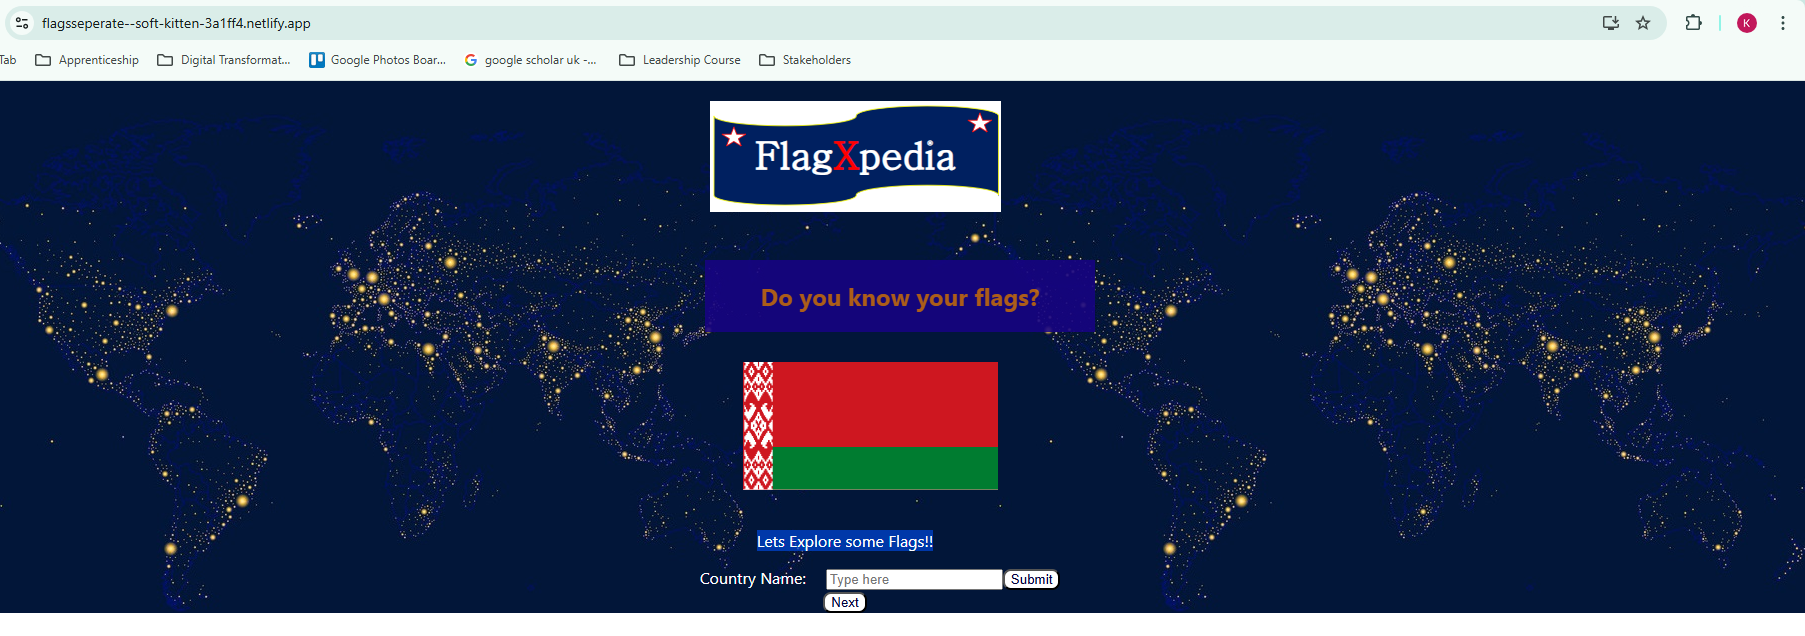 flagsseperate--soft-kitten-3a1ff4.netlify.app
K
Tab Apprenticeship Digital Transformat... Google Photos Boar... google scholar uk -... Leadership Course Stakeholders
FlagXpedia
Do you know your flags?
Lets Explore some Flags!!
Country Name: Type here Submit
Next